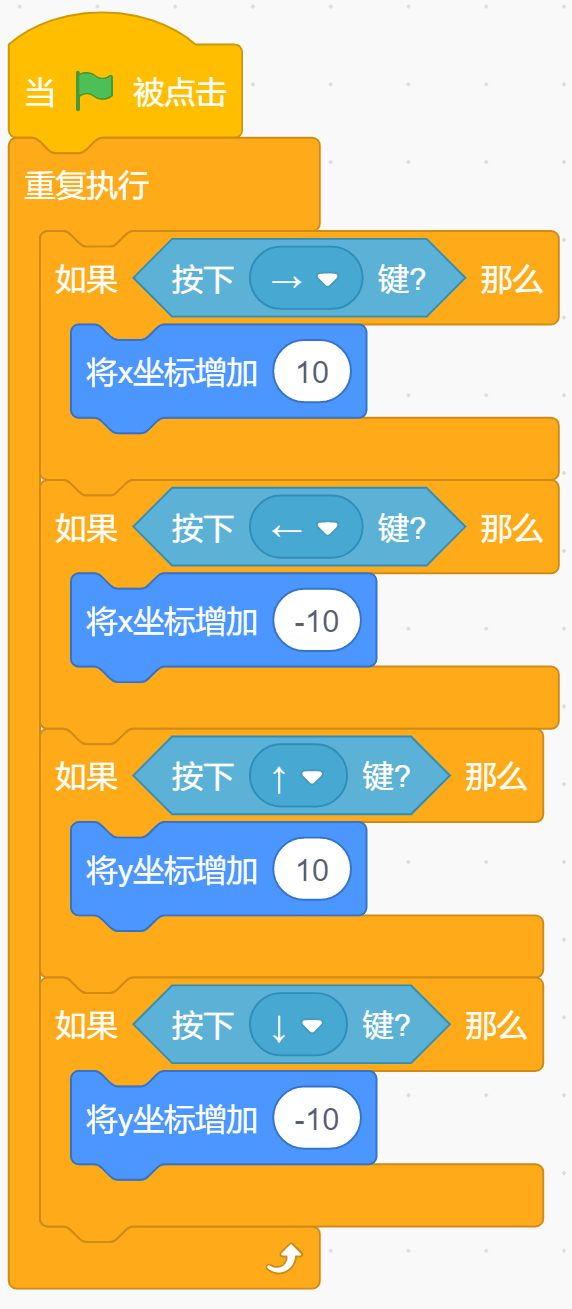 当 被点击
重复执行
如果 按下 → 键? 那么
将x坐标增加 10
如果 按下 ← 键? 那么
将x坐标增加 -10
如果 按下 ↑ 键? 那么
将y坐标增加 10
如果 按下 ↓ 键? 那么
将y坐标增加 -10